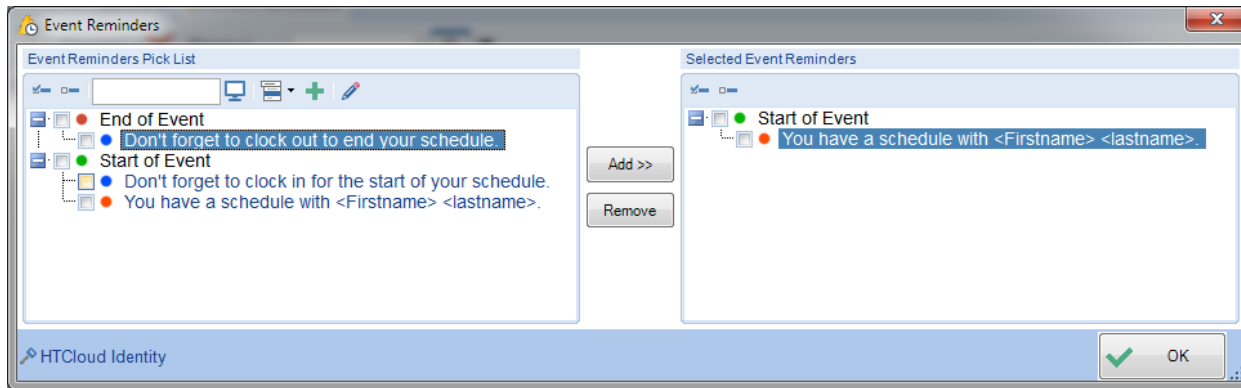 Event Reminders
Event Reminders Pick List
End of Event
Don't forget to clock out to end your schedule.
Start of Event
Don't forget to clock in for the start of your schedule.
You have a schedule with <Firstname> <lastname>.
Add >>
Remove
Selected Event Reminders
Start of Event
You have a schedule with <Firstname> <lastname>.
HTCloud Identity
OK